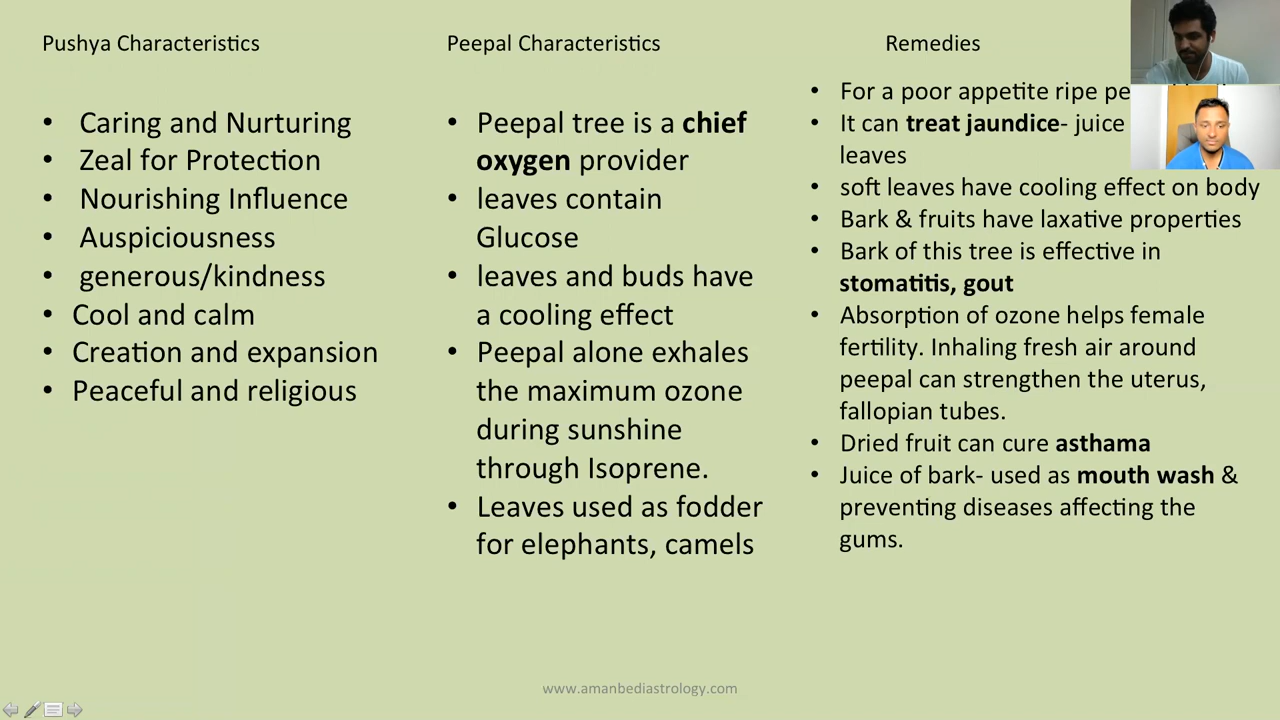 Pushya Characteristics
• Caring and Nurturing
• Zeal for Protection
• Nourishing Influence
• Auspiciousness
• generous/kindness
• Cool and calm
• Creation and expansion
• Peaceful and religious
Peepal Characteristics
• Peepal tree is a chief
oxygen provider
• leaves contain
Glucose
• leaves and buds have
a cooling effect
• Peepal alone exhales
the maximum ozone
during sunshine
through Isoprene.
• Leaves used as fodder
for elephants, camels
Remedies
• For a poor appetite ripe
• It can treat jaundice- juice
leaves
• soft leaves have cooling effect on body
• Bark & fruits have laxative properties
• Bark of this tree is effective in
stomatitis, gout
• Absorption of ozone helps female
fertility. Inhaling fresh air around
peepal can strengthen the uterus,
fallopian tubes.
• Dried fruit can cure asthama
• Juice of bark- used as mouth wash &
preventing diseases affecting the
gums.
www.amanbediastrology.com